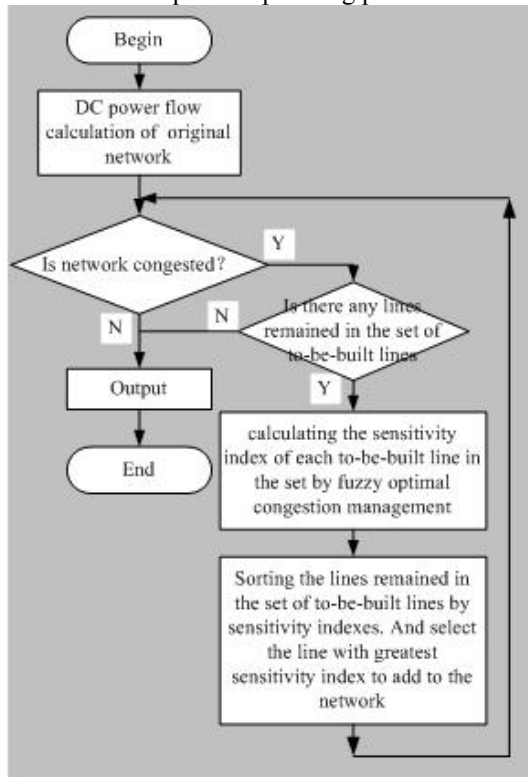 Begin
DC power flow
calculation of original
network
Is network congested?
Y
N
N
Is there any lines
remained in the set of
to-be-built lines
Y
Output
End
calculating the sensitivity
index of each to-be-built line in
the set by fuzzy optimal
congestion management
Sorting the lines remained in
the set of to-be-built lines by
sensitivity indexes. And select
the line with greatest
sensitivity index to add to the
network